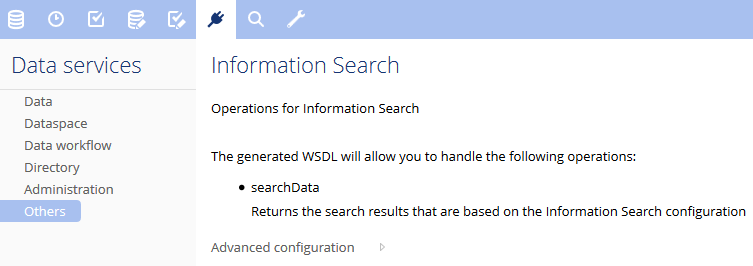 Data services
Data
Dataspace
Data workflow
Directory
Administration
Others
Information Search
Operations for Information Search
The generated WSDL will allow you to handle the following operations:
searchData
Returns the search results that are based on the Information Search configuration
Advanced configuration